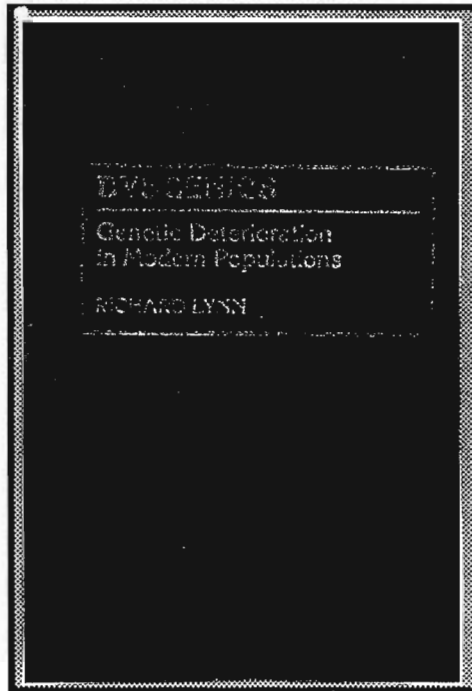 DYSGENICS
Genetic Deterioration
in Modern Populations
RICHARD LYNN